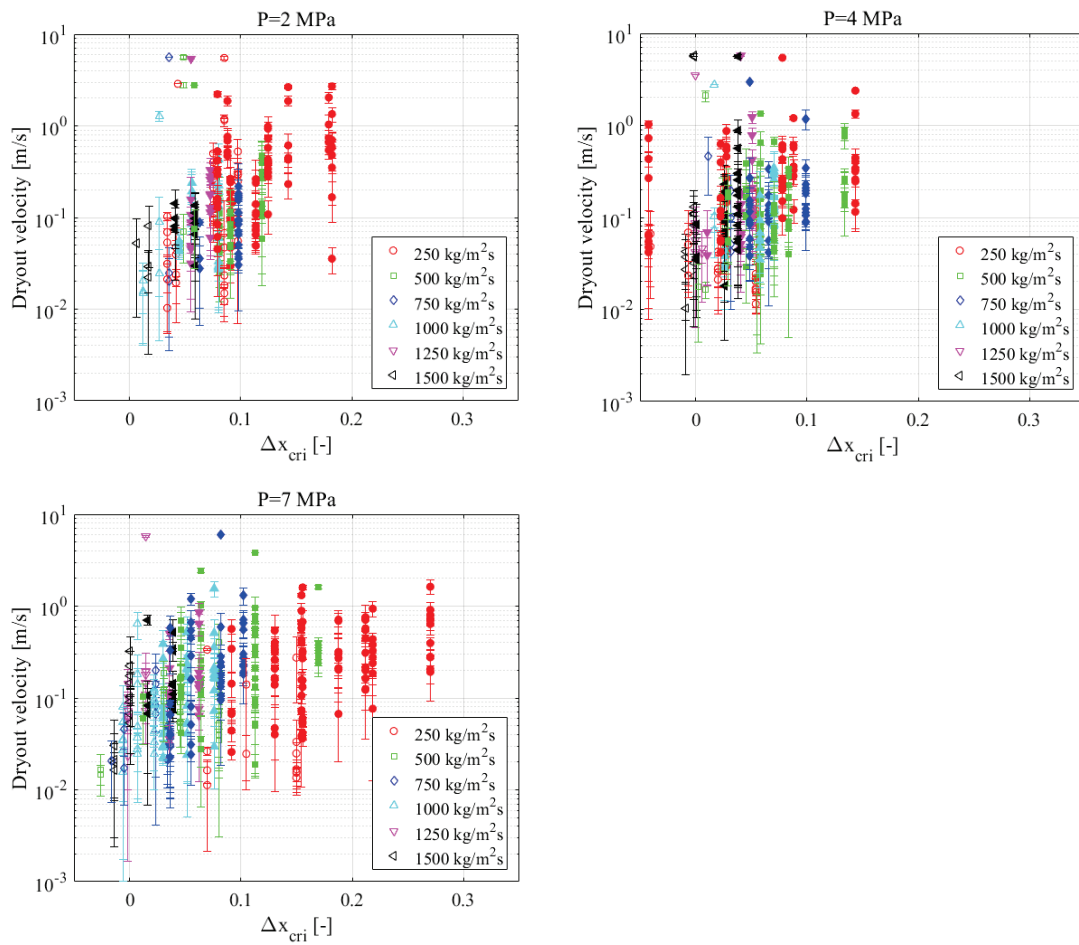 P=2 MPa
Dryout velocity [m/s]
10^1
10^0
10^-1
10^-2
10^-3
0
0.1
0.2
0.3
Δx_cri [-]
250 kg/m²s
500 kg/m²s
750 kg/m²s
1000 kg/m²s
1250 kg/m²s
1500 kg/m²s
P=4 MPa
Dryout velocity [m/s]
10^1
10^0
10^-1
10^-2
10^-3
0
0.1
0.2
0.3
Δx_cri [-]
250 kg/m²s
500 kg/m²s
750 kg/m²s
1000 kg/m²s
1250 kg/m²s
1500 kg/m²s
P=7 MPa
Dryout velocity [m/s]
10^1
10^0
10^-1
10^-2
10^-3
0
0.1
0.2
0.3
Δx_cri [-]
250 kg/m²s
500 kg/m²s
750 kg/m²s
1000 kg/m²s
1250 kg/m²s
1500 kg/m²s